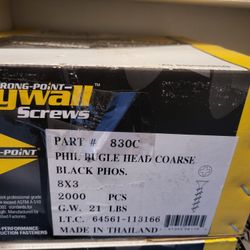 RONG-POINT
ywall
Screws
PART # 830C
PHIL BUGLE HEAD COARSE
BLACK PHOS.
8X3
2000 PCS
G.W. 21 LBS
I.T.C. 64561-113166
MADE IN THAILAND
-POINT